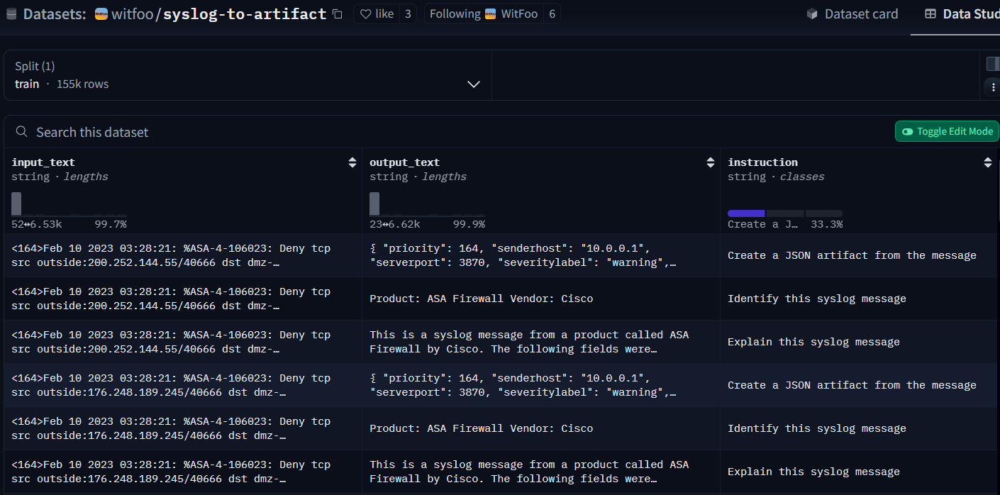 Datasets: witfoo/syslog-to-artifact like 3 Following WitFoo 6 Dataset card Data Stud
Split (1)
train · 155k rows
Search this dataset Toggle Edit Mode
input_text output_text instruction
string · lengths string · lengths string · classes
52↔6.53k 99.7% 23↔6.62k 99.9% Create a J… 33.3%
<164>Feb 10 2023 03:28:21: %ASA-4-106023: Deny tcp
src outside:200.252.144.55/40666 dst dmz-…
{ "priority": 164, "senderhost": "10.0.0.1",
"serverport": 3870, "severitylabel": "warning",…
Create a JSON artifact from the message
<164>Feb 10 2023 03:28:21: %ASA-4-106023: Deny tcp
src outside:200.252.144.55/40666 dst dmz-…
Product: ASA Firewall Vendor: Cisco
Identify this syslog message
<164>Feb 10 2023 03:28:21: %ASA-4-106023: Deny tcp
src outside:200.252.144.55/40666 dst dmz-…
This is a syslog message from a product called ASA
Firewall by Cisco. The following fields were…
Explain this syslog message
<164>Feb 10 2023 03:28:21: %ASA-4-106023: Deny tcp
src outside:176.248.189.245/40666 dst dmz-…
{ "priority": 164, "senderhost": "10.0.0.1",
"serverport": 3870, "severitylabel": "warning",…
Create a JSON artifact from the message
<164>Feb 10 2023 03:28:21: %ASA-4-106023: Deny tcp
src outside:176.248.189.245/40666 dst dmz-…
Product: ASA Firewall Vendor: Cisco
Identify this syslog message
<164>Feb 10 2023 03:28:21: %ASA-4-106023: Deny tcp
src outside:176.248.189.245/40666 dst dmz-…
This is a syslog message from a product called ASA
Firewall by Cisco. The following fields were…
Explain this syslog message